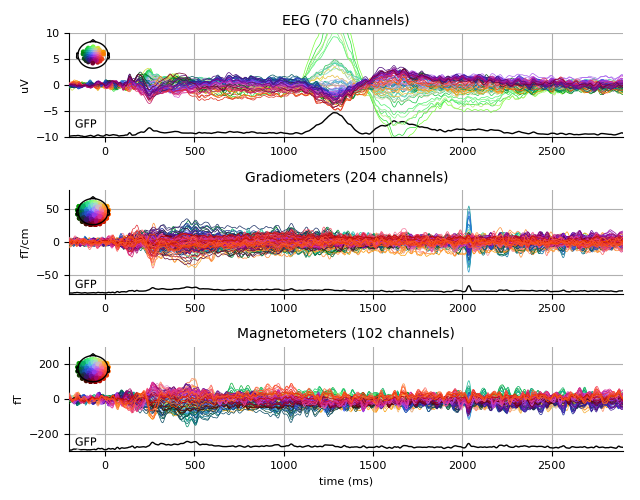 EEG (70 channels)
10
5
0
−5
−10
uV
GFP
0 500 1000 1500 2000 2500
Gradiometers (204 channels)
50
0
−50
fT/cm
GFP
0 500 1000 1500 2000 2500
Magnetometers (102 channels)
200
0
−200
fT
GFP
0 500 1000 1500 2000 2500
time (ms)